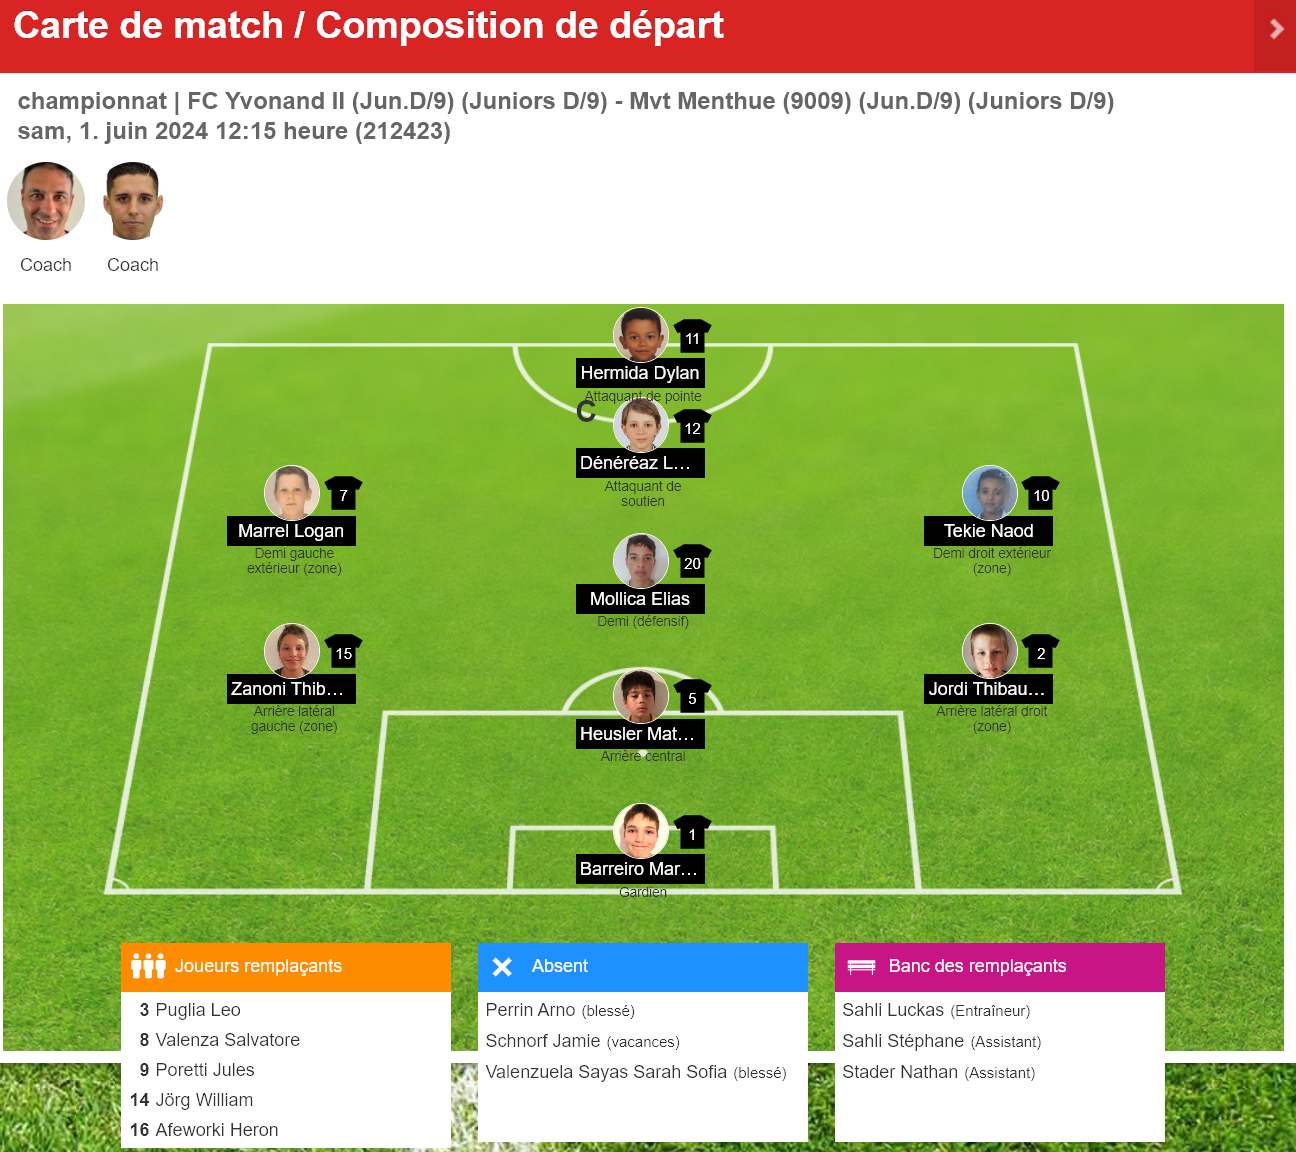 Carte de match / Composition de départ
championnat | FC Yvonand II (Jun.D/9) (Juniors D/9) - Mvt Menthue (9009) (Jun.D/9) (Juniors D/9)
sam, 1. juin 2024 12:15 heure (212423)
Coach
Coach
11
Hermida Dylan
Attaquant de pointe
C
12
Dénéréaz L...
Attaquant de
soutien
7
Marrel Logan
Demi gauche
extérieur (zone)
10
Tekie Naod
Demi droit extérieur
(zone)
20
Mollica Elias
Demi (défensif)
15
Zanoni Thib...
Arrière latéral
gauche (zone)
2
Jordi Thibau...
Arrière latéral droit
(zone)
5
Heusler Mat...
Arrière central
1
Barreiro Mar...
Gardien
Joueurs remplaçants
3 Puglia Leo
8 Valenza Salvatore
9 Poretti Jules
14 Jörg William
16 Afeworki Heron
Absent
Perrin Arno (blessé)
Schnorf Jamie (vacances)
Valenzuela Sayas Sarah Sofia (blessé)
Banc des remplaçants
Sahli Luckas (Entraîneur)
Sahli Stéphane (Assistant)
Stader Nathan (Assistant)